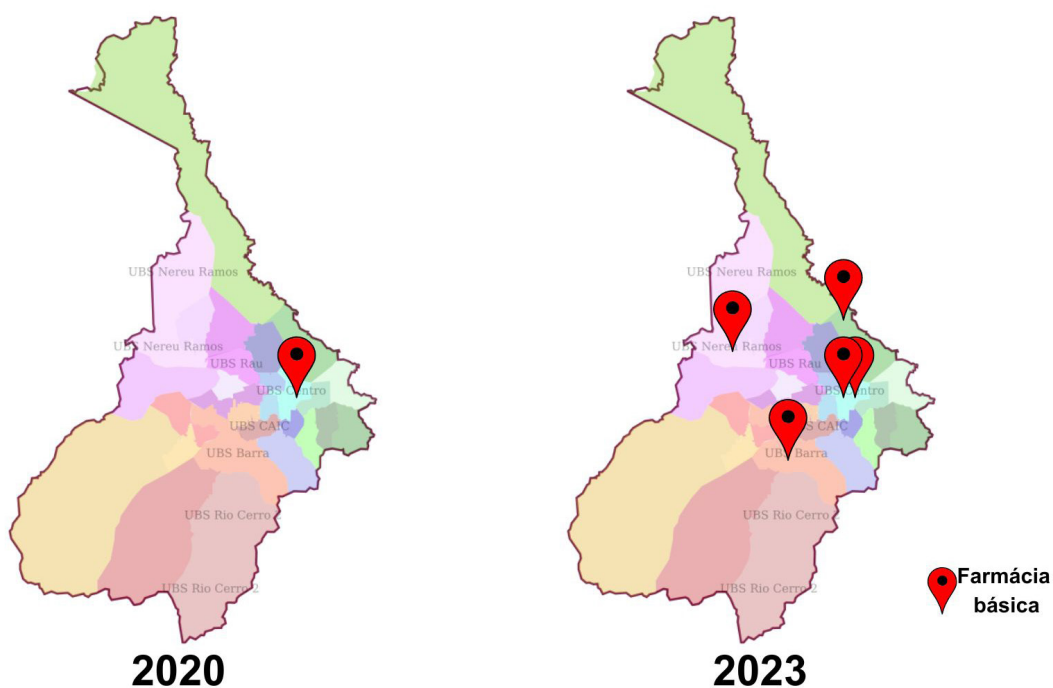 UBS Nereu Ramos
UBS Nereu Ramos
UBS Rau
UBS Centro
UBS CAIC
UBS Barra
UBS Rio Cerro
UBS Rio Cerro 2
2020
UBS Nereu Ramos
UBS Nereu Ramos
UBS Rau
UBS Centro
UBS CAIC
UBS Barra
UBS Rio Cerro
UBS Rio Cerro 2
2023
Farmácia
básica